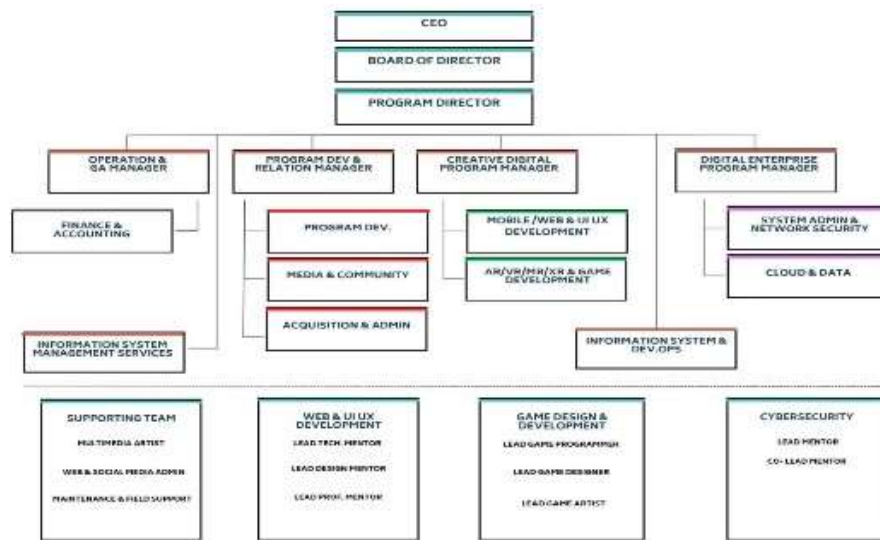 CEO
BOARD OF DIRECTOR
PROGRAM DIRECTOR
OPERATION &
GA MANAGER
PROGRAM DEV &
RELATION MANAGER
CREATIVE DIGITAL
PROGRAM MANAGER
DIGITAL ENTERPRISE
PROGRAM MANAGER
FINANCE &
ACCOUNTING
PROGRAM DEV.
MOBILE /WEB & UI UX
DEVELOPMENT
SYSTEM ADMIN &
NETWORK SECURITY
MEDIA & COMMUNITY
AR/VR/MR/XR & GAME
DEVELOPMENT
CLOUD & DATA
ACQUISITION & ADMIN
INFORMATION SYSTEM
MANAGEMENT SERVICES
INFORMATION SYSTEM &
DEV.OPS
SUPPORTING TEAM
MULTIMEDIA ARTIST
WEB & SOCIAL MEDIA ADMIN
MAINTENANCE & FIELD SUPPORT
WEB & UI UX
DEVELOPMENT
LEAD TECH. MENTOR
LEAD DESIGN MENTOR
LEAD PROF. MENTOR
GAME DESIGN &
DEVELOPMENT
LEAD GAME PROGRAMMER
LEAD GAME DESIGNER
LEAD GAME ARTIST
CYBERSECURITY
LEAD MENTOR
CO- LEAD MENTOR